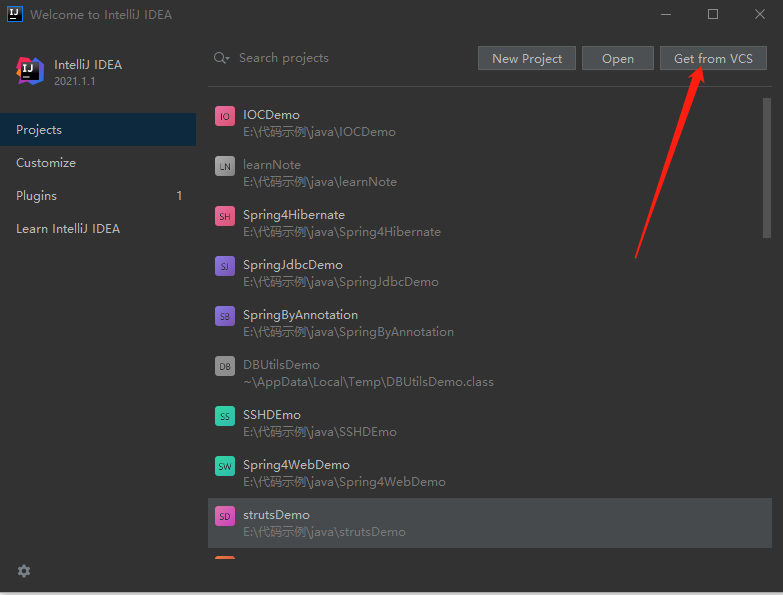 Welcome to IntelliJ IDEA
IntelliJ IDEA
2021.1.1
Projects
Customize
Plugins 1
Learn IntelliJ IDEA
Search projects
New Project
Open
Get from VCS
IO IOCDemo
E:\代码示例\java\IOCDemo
LN learnNote
E:\代码示例\java\learnNote
SH Spring4Hibernate
E:\代码示例\java\Spring4Hibernate
SJ SpringJdbcDemo
E:\代码示例\java\SpringJdbcDemo
SB SpringByAnnotation
E:\代码示例\java\SpringByAnnotation
DB DBUtilsDemo
~\AppData\Local\Temp\DBUtilsDemo.class
SS SSHDEmo
E:\代码示例\java\SSHDEmo
SW Spring4WebDemo
E:\代码示例\java\Spring4WebDemo
SD strutsDemo
E:\代码示例\java\strutsDemo